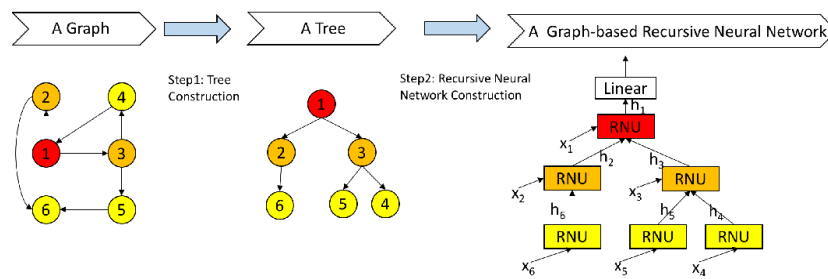 A Graph
A Tree
A Graph-based Recursive Neural Network
Step1: Tree
Construction
Step2: Recursive Neural
Network Construction
2
4
1
3
6
5
1
2
3
6
5
4
Linear
h1
RNU
x1
h2
h3
RNU
RNU
x2
x3
h6
h5
h4
RNU
RNU
RNU
x6
x5
x4